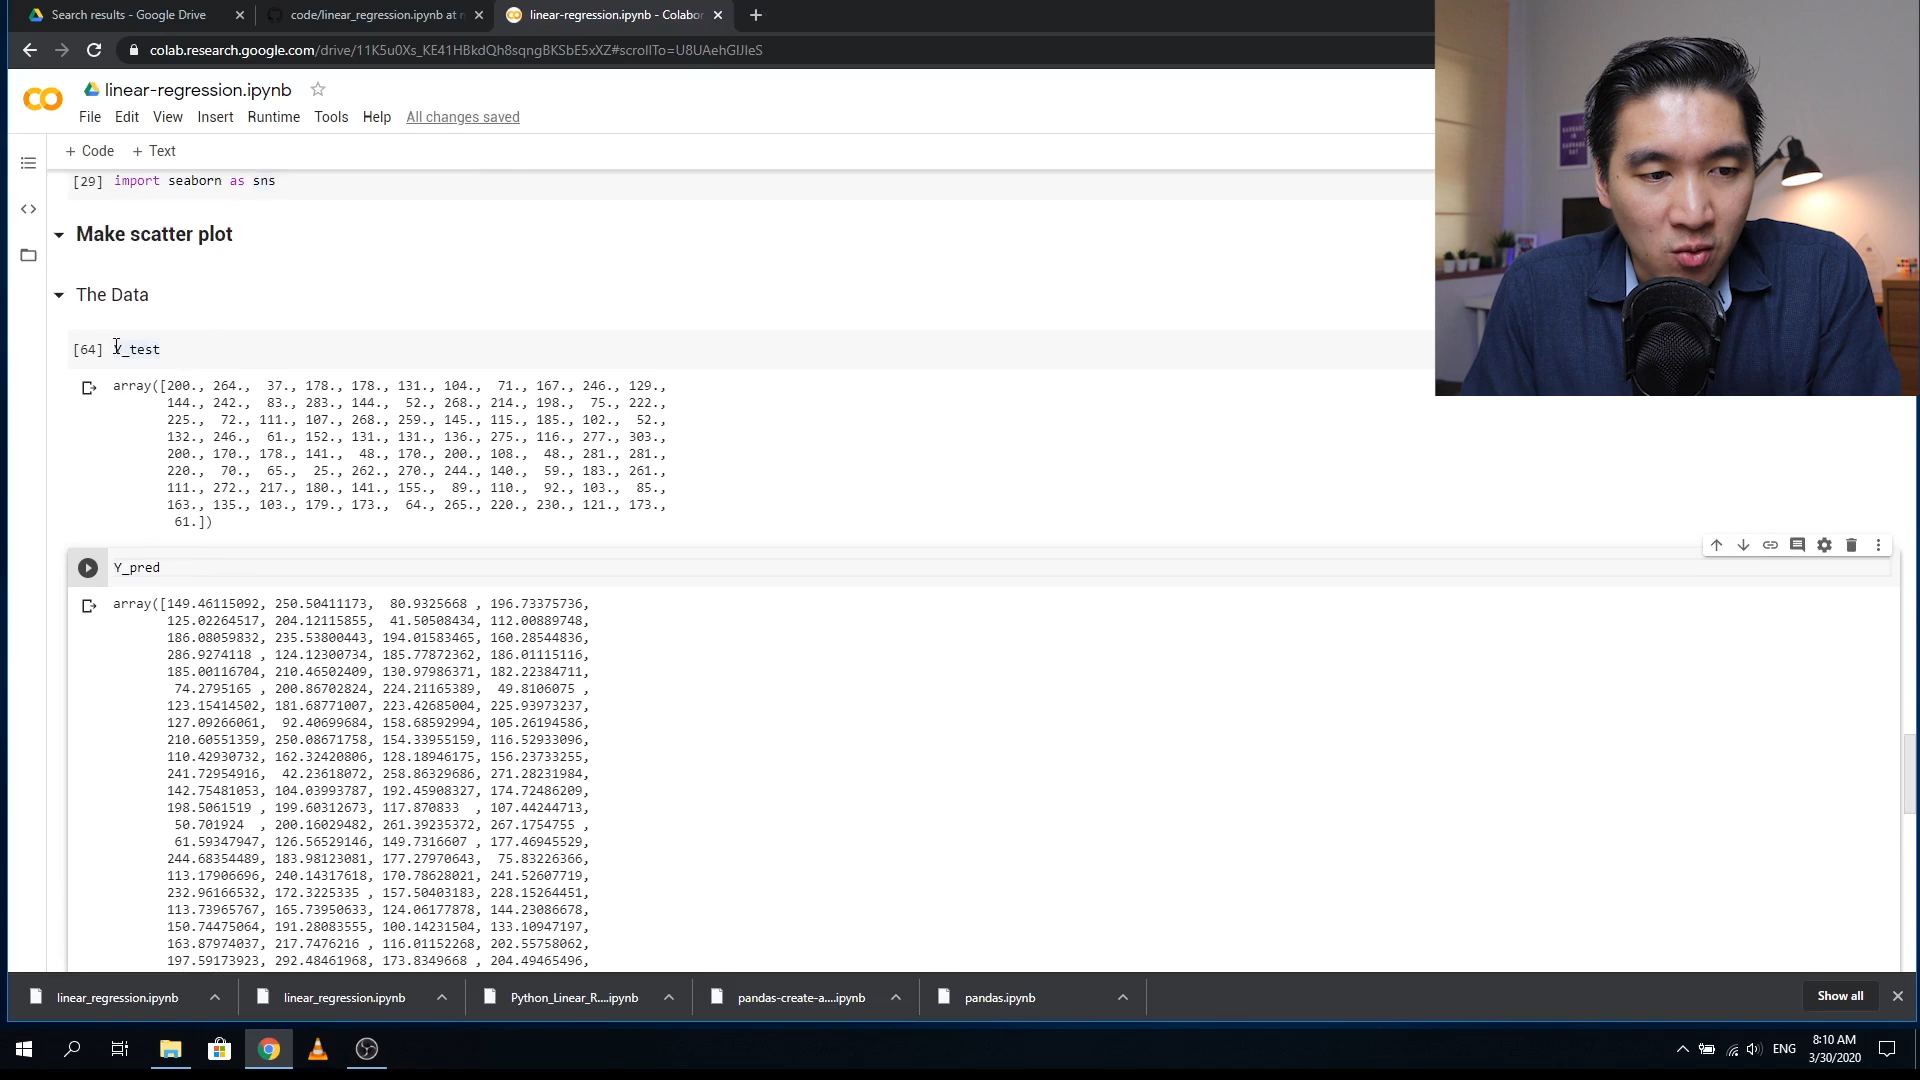 Search results - Google Drive
code/linear_regression.ipynb at
linear-regression.ipynb - Colabor
colab.research.google.com/drive/11K5u0Xs_KE41HBkdQh8sqngBKSbE5xXZ#scrollTo=U8UAehGIJIeS
linear-regression.ipynb
File Edit View Insert Runtime Tools Help All changes saved
+ Code + Text
[29] import seaborn as sns
Make scatter plot
The Data
[64] Y_test
array([200., 264., 37., 178., 178., 131., 104., 71., 167., 246., 129.,
144., 242., 83., 283., 144., 52., 268., 214., 198., 75., 222.,
225., 72., 111., 107., 268., 259., 145., 115., 185., 102., 52.,
132., 246., 61., 152., 131., 131., 136., 275., 116., 277., 303.,
200., 170., 178., 141., 48., 170., 200., 108., 48., 281., 281.,
220., 70., 65., 25., 262., 270., 244., 140., 59., 183., 261.,
111., 272., 217., 180., 141., 155., 89., 110., 92., 103., 85.,
163., 135., 103., 179., 173., 64., 265., 220., 230., 121., 173.,
61.])
Y_pred
array([149.46115092, 250.50411173, 80.9325668 , 196.73375736,
125.02264517, 204.12115855, 41.50508434, 112.00889748,
186.08059832, 235.53800443, 194.01583465, 160.28544836,
286.9274118 , 124.12300734, 185.77872362, 186.01115116,
185.00116704, 210.46502409, 130.97986371, 182.22384711,
74.2795165 , 200.86702824, 224.21165389, 49.8106075 ,
123.15414502, 181.68771007, 223.42685004, 225.93973237,
127.09266061, 92.40699684, 158.68592994, 105.26194586,
210.60551359, 250.08671758, 154.33955159, 116.52933096,
110.42930732, 162.32420806, 128.18946175, 156.23733255,
241.72954916, 42.23618072, 258.86329686, 271.28231984,
142.75481053, 104.03993787, 192.45908327, 174.72486209,
198.5061519 , 199.60312673, 117.870833 , 107.44244713,
50.701924 , 200.16029482, 261.39235372, 267.1754755 ,
61.59347947, 126.56529146, 149.7316607 , 177.46945529,
244.68354489, 183.98123081, 177.27970643, 75.83226366,
113.17906696, 240.14317618, 170.78628021, 241.52607719,
232.96166532, 172.3225335 , 157.50403183, 228.15264451,
113.73965767, 165.73950633, 124.06177878, 144.23086678,
150.74475064, 191.28083555, 100.14231504, 133.10947197,
163.87974037, 217.7476216 , 116.01152268, 202.55758062,
197.59173923, 292.48461968, 173.8349668 , 204.49465496,
linear_regression.ipynb
linear_regression.ipynb
Python_Linear_R....ipynb
pandas-create-a....ipynb
pandas.ipynb
Show all
ENG
8:10 AM
3/30/2020